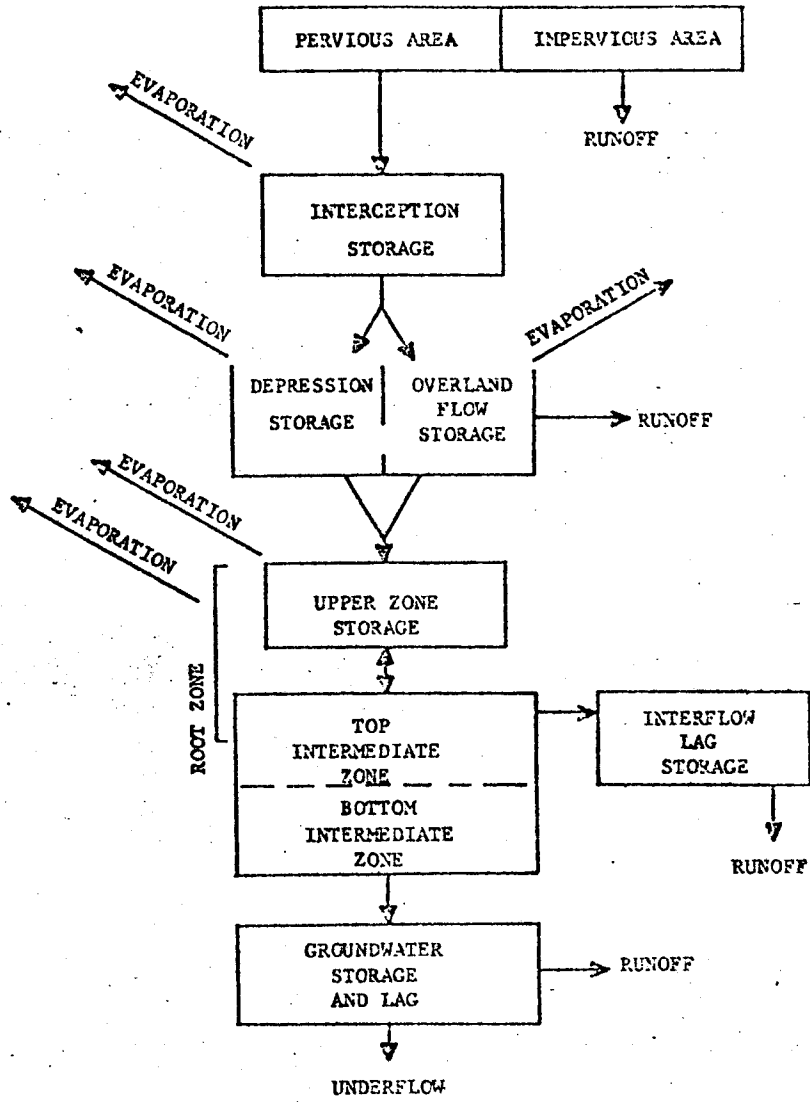 PERVIOUS AREA
IMPERVIOUS AREA
EVAPORATION
RUNOFF
INTERCEPTION
STORAGE
EVAPORATION
EVAPORATION
DEPRESSION
STORAGE
OVERLAND
FLOW
STORAGE
RUNOFF
EVAPORATION
EVAPORATION
UPPER ZONE
STORAGE
ROOT ZONE
TOP
INTERMEDIATE
ZONE
BOTTOM
INTERMEDIATE
ZONE
INTERFLOW
LAG
STORAGE
RUNOFF
GROUNDWATER
STORAGE
AND LAG
RUNOFF
UNDERFLOW